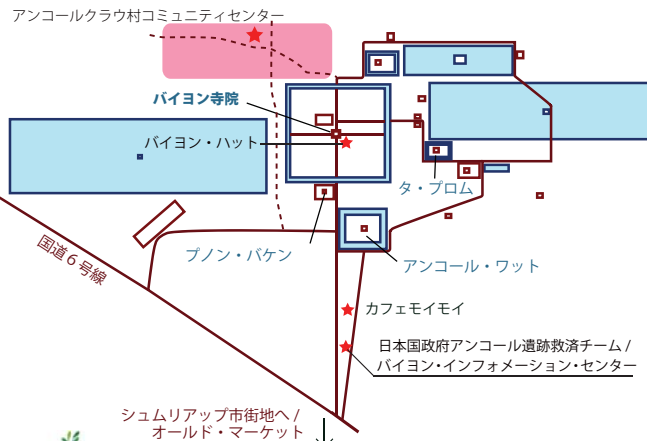 アンコールクラウ村コミュニティセンター
バイヨン寺院
バイヨン・ハット
タ・プロム
国道６号線
プノン・バケン
アンコール・ワット
カフェモイモイ
日本国政府アンコール遺跡救済チーム /
バイヨン・インフォメーション・センター
シュムリアップ市街地へ /
オールド・マーケット